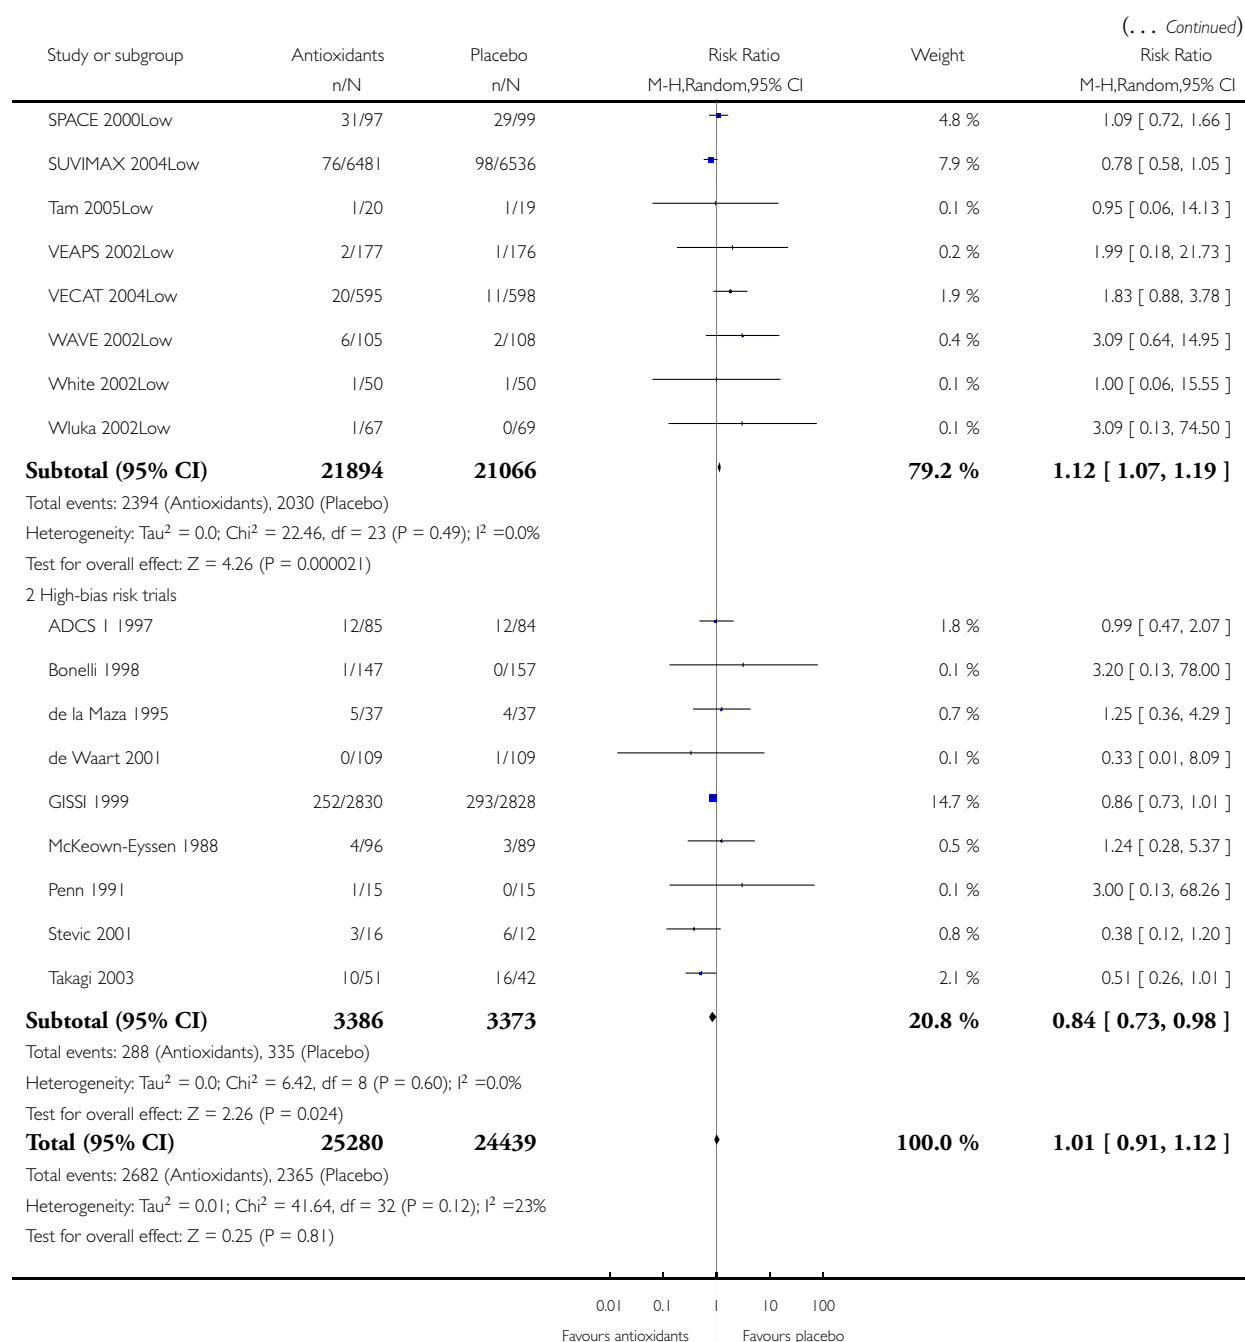 (... Continued)
Study or subgroup Antioxidants Placebo Risk Ratio Weight Risk Ratio
n/N n/N M-H,Random,95% CI M-H,Random,95% CI
SPACE 2000Low 31/97 29/99 4.8 % 1.09 [ 0.72, 1.66 ]
SUVIMAX 2004Low 76/6481 98/6536 7.9 % 0.78 [ 0.58, 1.05 ]
Tam 2005Low 1/20 1/19 0.1 % 0.95 [ 0.06, 14.13 ]
VEAPS 2002Low 2/177 1/176 0.2 % 1.99 [ 0.18, 21.73 ]
VECAT 2004Low 20/595 11/598 1.9 % 1.83 [ 0.88, 3.78 ]
WAVE 2002Low 6/105 2/108 0.4 % 3.09 [ 0.64, 14.95 ]
White 2002Low 1/50 1/50 0.1 % 1.00 [ 0.06, 15.55 ]
Wluka 2002Low 1/67 0/69 0.1 % 3.09 [ 0.13, 74.50 ]
Subtotal (95% CI) 21894 21066 79.2 % 1.12 [ 1.07, 1.19 ]
Total events: 2394 (Antioxidants), 2030 (Placebo)
Heterogeneity: Tau² = 0.0; Chi² = 22.46, df = 23 (P = 0.49); I² =0.0%
Test for overall effect: Z = 4.26 (P = 0.000021)
2 High-bias risk trials
ADCS 1 1997 12/85 12/84 1.8 % 0.99 [ 0.47, 2.07 ]
Bonelli 1998 1/147 0/157 0.1 % 3.20 [ 0.13, 78.00 ]
de la Maza 1995 5/37 4/37 0.7 % 1.25 [ 0.36, 4.29 ]
de Waart 2001 0/109 1/109 0.1 % 0.33 [ 0.01, 8.09 ]
GISSI 1999 252/2830 293/2828 14.7 % 0.86 [ 0.73, 1.01 ]
McKeown-Eyssen 1988 4/96 3/89 0.5 % 1.24 [ 0.28, 5.37 ]
Penn 1991 1/15 0/15 0.1 % 3.00 [ 0.13, 68.26 ]
Stevic 2001 3/16 6/12 0.8 % 0.38 [ 0.12, 1.20 ]
Takagi 2003 10/51 16/42 2.1 % 0.51 [ 0.26, 1.01 ]
Subtotal (95% CI) 3386 3373 20.8 % 0.84 [ 0.73, 0.98 ]
Total events: 288 (Antioxidants), 335 (Placebo)
Heterogeneity: Tau² = 0.0; Chi² = 6.42, df = 8 (P = 0.60); I² =0.0%
Test for overall effect: Z = 2.26 (P = 0.024)
Total (95% CI) 25280 24439 100.0 % 1.01 [ 0.91, 1.12 ]
Total events: 2682 (Antioxidants), 2365 (Placebo)
Heterogeneity: Tau² = 0.01; Chi² = 41.64, df = 32 (P = 0.12); I² =23%
Test for overall effect: Z = 0.25 (P = 0.81)
0.01 0.1 1 10 100
Favours antioxidants Favours placebo